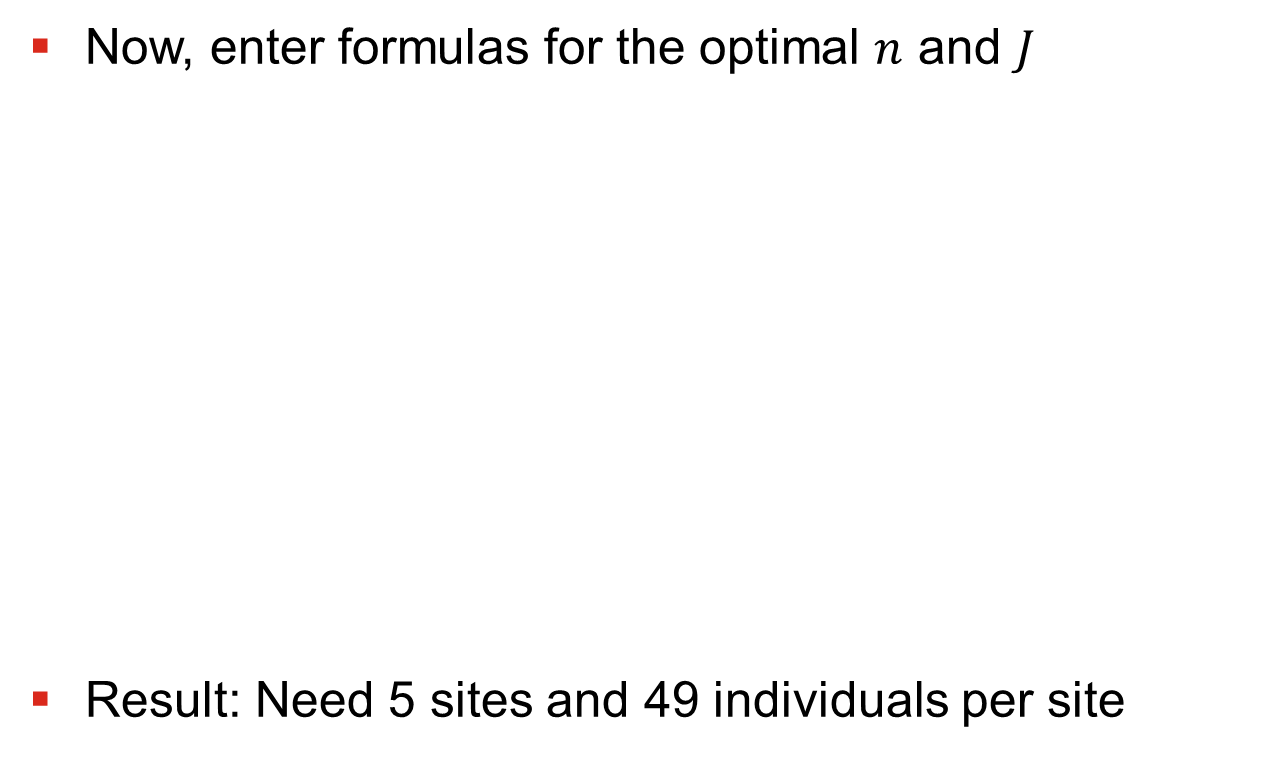 ▪ Now, enter formulas for the optimal n and J
▪ Result: Need 5 sites and 49 individuals per site